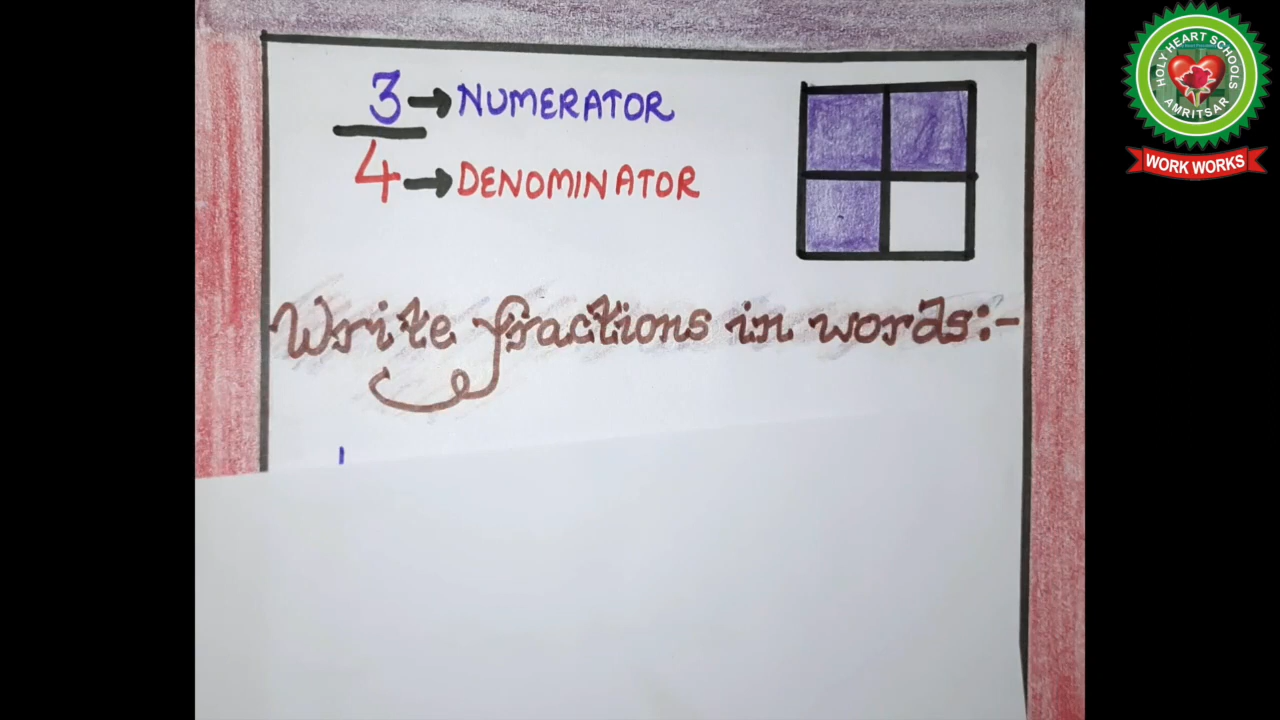 3 → NUMERATOR
4 → DENOMINATOR
Write fractions in words:-
HOLY HEART SCHOOLS
AMRITSAR
WORK WORKS